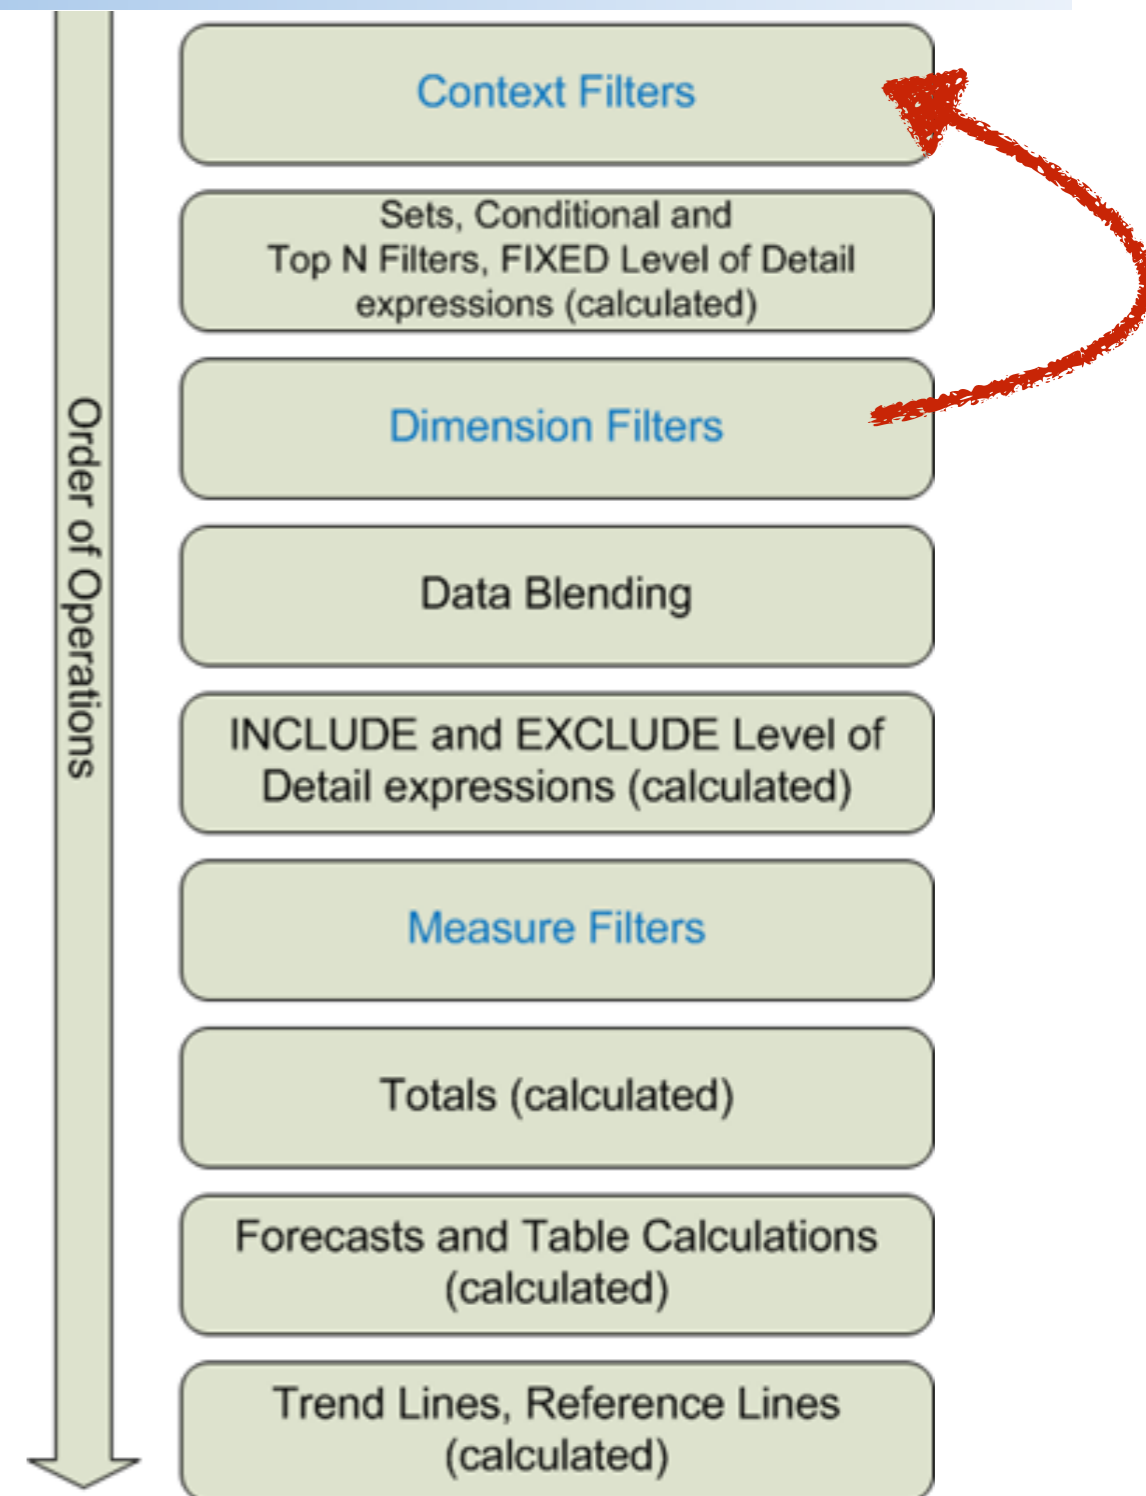 Order of Operations
Context Filters
Sets, Conditional and
Top N Filters, FIXED Level of Detail
expressions (calculated)
Dimension Filters
Data Blending
INCLUDE and EXCLUDE Level of
Detail expressions (calculated)
Measure Filters
Totals (calculated)
Forecasts and Table Calculations
(calculated)
Trend Lines, Reference Lines
(calculated)